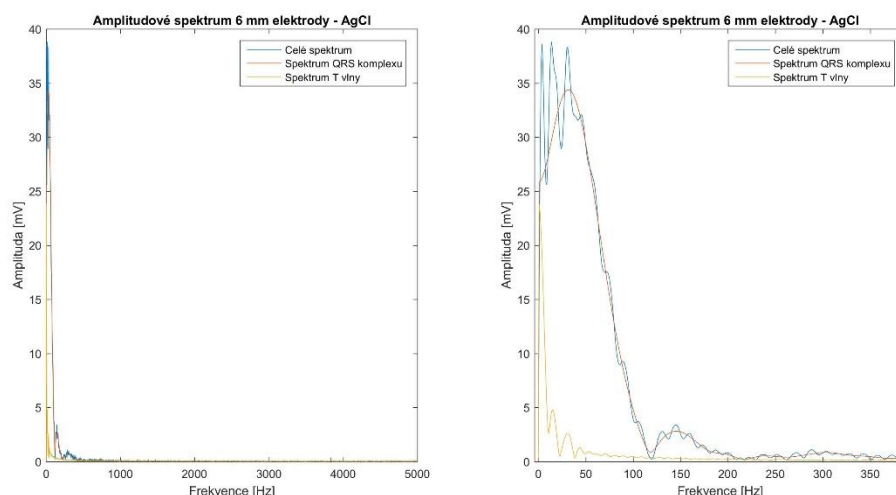 Amplitudové spektrum 6 mm elektrody - AgCl
Celé spektrum
Spektrum QRS komplexu
Spektrum T vlny
Amplituda [mV]
40
35
30
25
20
15
10
5
0
0 1000 2000 3000 4000 5000
Frekvence [Hz]
Amplitudové spektrum 6 mm elektrody - AgCl
Celé spektrum
Spektrum QRS komplexu
Spektrum T vlny
Amplituda [mV]
40
35
30
25
20
15
10
5
0
0 50 100 150 200 250 300 350
Frekvence [Hz]